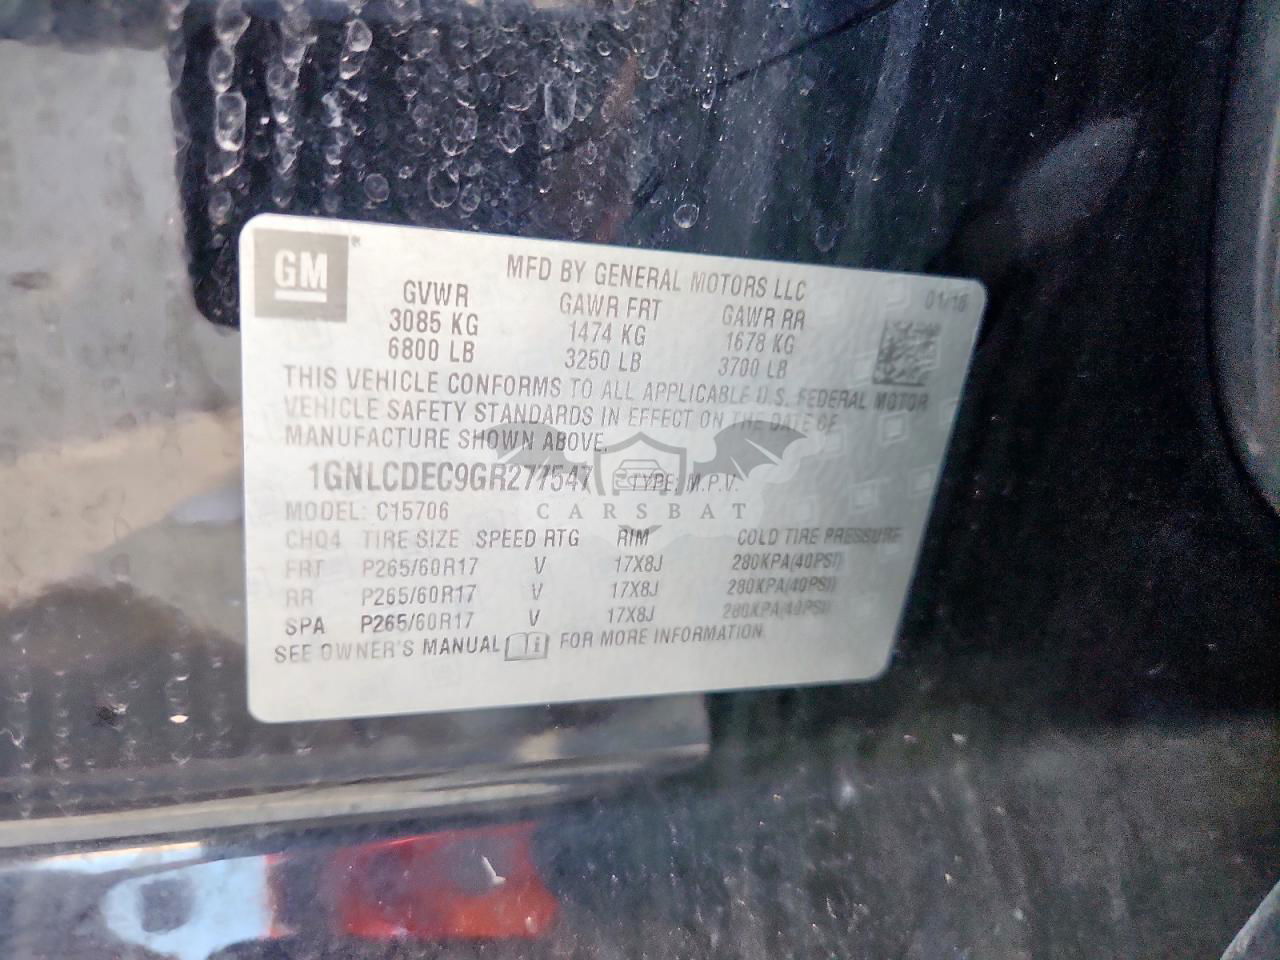 GM
MFD BY GENERAL MOTORS LLC
01/16
GVWR GAWR FRT GAWR RR
3085 KG 1474 KG 1678 KG
6800 LB 3250 LB 3700 LB
THIS VEHICLE CONFORMS TO ALL APPLICABLE U.S. FEDERAL MOTOR
VEHICLE SAFETY STANDARDS IN EFFECT ON THE DATE OF
MANUFACTURE SHOWN ABOVE.
1GNLCDEC9GR277547 TYPE: M.P.V.
MODEL: C15706
CARSBAT
CHQ4 TIRE SIZE SPEED RTG RIM COLD TIRE PRESSURE
FRT P265/60R17 V 17X8J 280KPA(40PSI)
RR P265/60R17 V 17X8J 280KPA(40PSI)
SPA P265/60R17 V 17X8J 280KPA(40PSI)
SEE OWNER'S MANUAL FOR MORE INFORMATION.